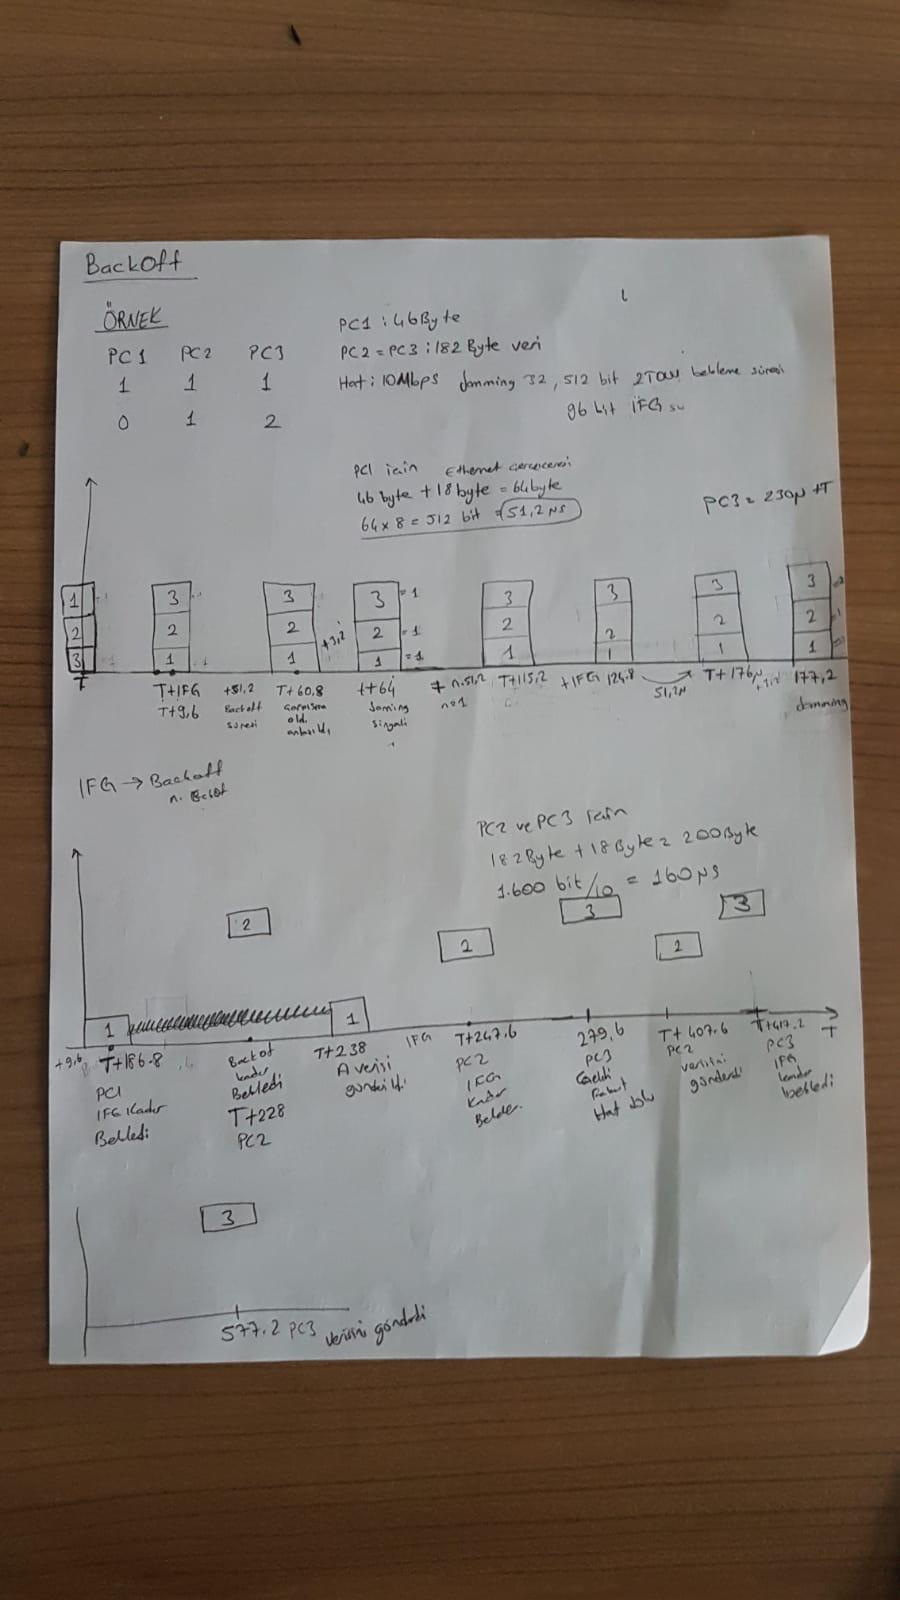 BackOff
ÖRNEK
PC1 PC2 PC3
1 1 1
0 1 2
PC1 : 46Byte
PC2 = PC3 : 182 Byte veri
Hat : 10Mbps Jamming 32, 512 bit bekleme süresi
96 bit IFG
PC1 için Ethernet çerçevesi
46 byte + 18 byte = 64byte
64 x 8 = 512 bit = 51,2 µs
PC3 = 230µ +T
1 3 3 3 = 1 3 3 3 3
2 2 2 2 = 1 2 2 2 2
3 1 1 +3,2 1 = 1 1 1 1 1
T T+IFG +51,2 T+60,8 t+64 + n.51,2 T+115,2 +IFG 124.8 51,2µ T+176µ 177,2
T+9,6 Backoff old. Jaming n=1 Jamming
süresi anlaşıldı sinyali
IFG → Backoff
PC2 ve PC3 için
182Byte + 18Byte = 200Byte
1.600 bit/10 = 160µs
2 2 3 2 3
1 1
+9,6 T+186.8 Backof T+238 IFG T+247.6 279,6 T+407.6 T+417.2 T
PC1 kadar A verisi PC2 PC3 PC2 PC3
IFG kadar Bekledi gönderildi IFG Geldi verisini IFG
Bekledi T+228 kadar Fakat gönderdi kadar
PC2 Bekler. Hat dolu bekledi
3
577.2 PC3 verisini gönderdi